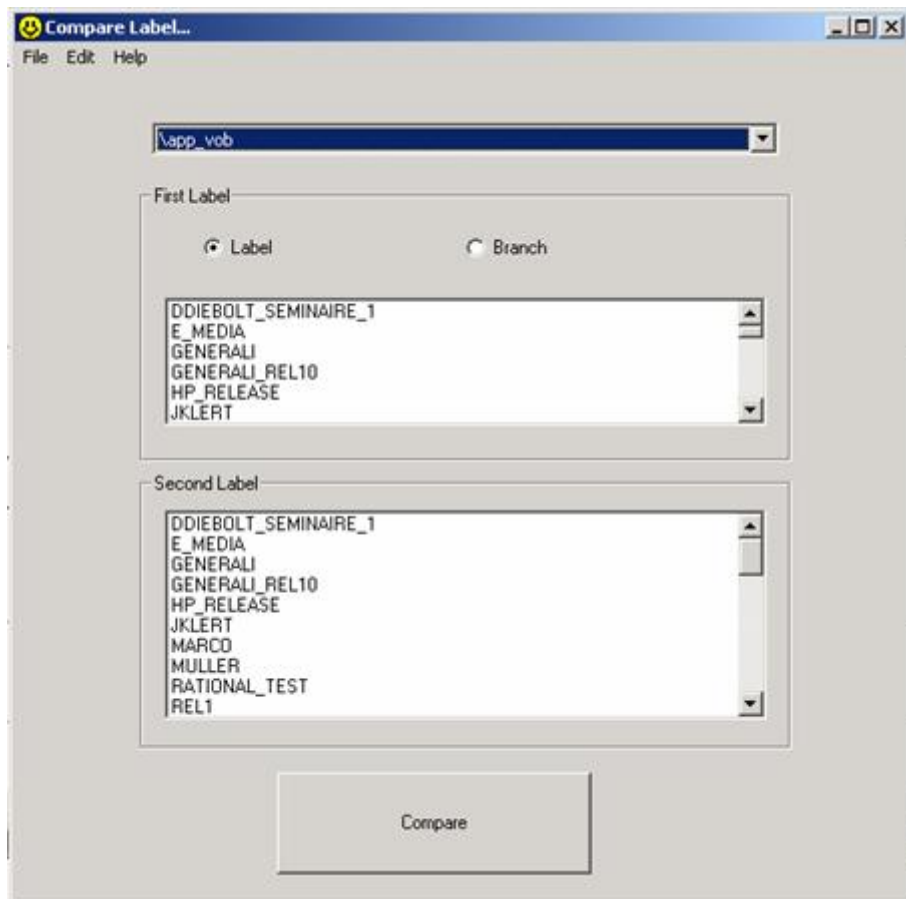 Compare Label...
File Edit Help
\app_vob
First Label
Label Branch
DDIEBOLT_SEMINAIRE_1
E_MEDIA
GENERALI
GENERALI_REL10
HP_RELEASE
JKLERT
Second Label
DDIEBOLT_SEMINAIRE_1
E_MEDIA
GENERALI
GENERALI_REL10
HP_RELEASE
JKLERT
MARCO
MULLER
RATIONAL_TEST
REL1
Compare